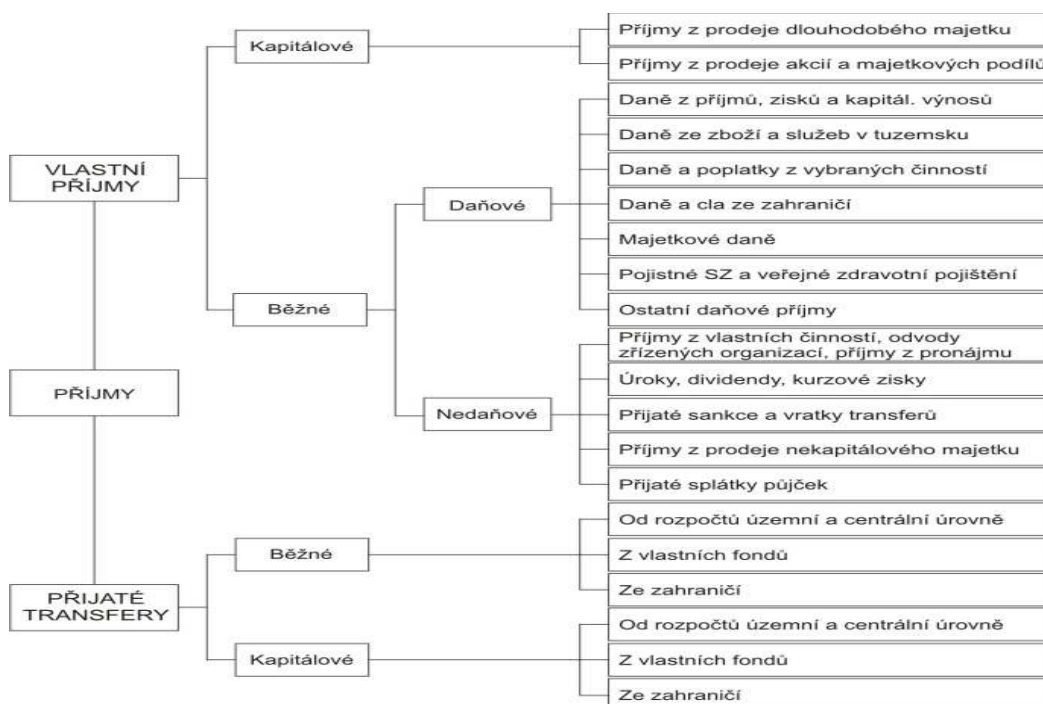 Kapitálové
Příjmy z prodeje dlouhodobého majetku
Příjmy z prodeje akcií a majetkových podílů
VLASTNÍ
PŘÍJMY
Běžné
Daňové
Daně z příjmů, zisků a kapitál. výnosů
Daně ze zboží a služeb v tuzemsku
Daně a poplatky z vybraných činností
Daně a cla ze zahraničí
Majetkové daně
Pojistné SZ a veřejné zdravotní pojištění
Ostatní daňové příjmy
Nedaňové
Příjmy z vlastních činností, odvody
zřízených organizací, příjmy z pronájmu
Úroky, dividendy, kurzové zisky
Přijaté sankce a vratky transferů
Příjmy z prodeje nekapitálového majetku
Přijaté splátky půjček
PŘÍJMY
PŘIJATÉ
TRANSFERY
Běžné
Od rozpočtů územní a centrální úrovně
Z vlastních fondů
Ze zahraničí
Kapitálové
Od rozpočtů územní a centrální úrovně
Z vlastních fondů
Ze zahraničí